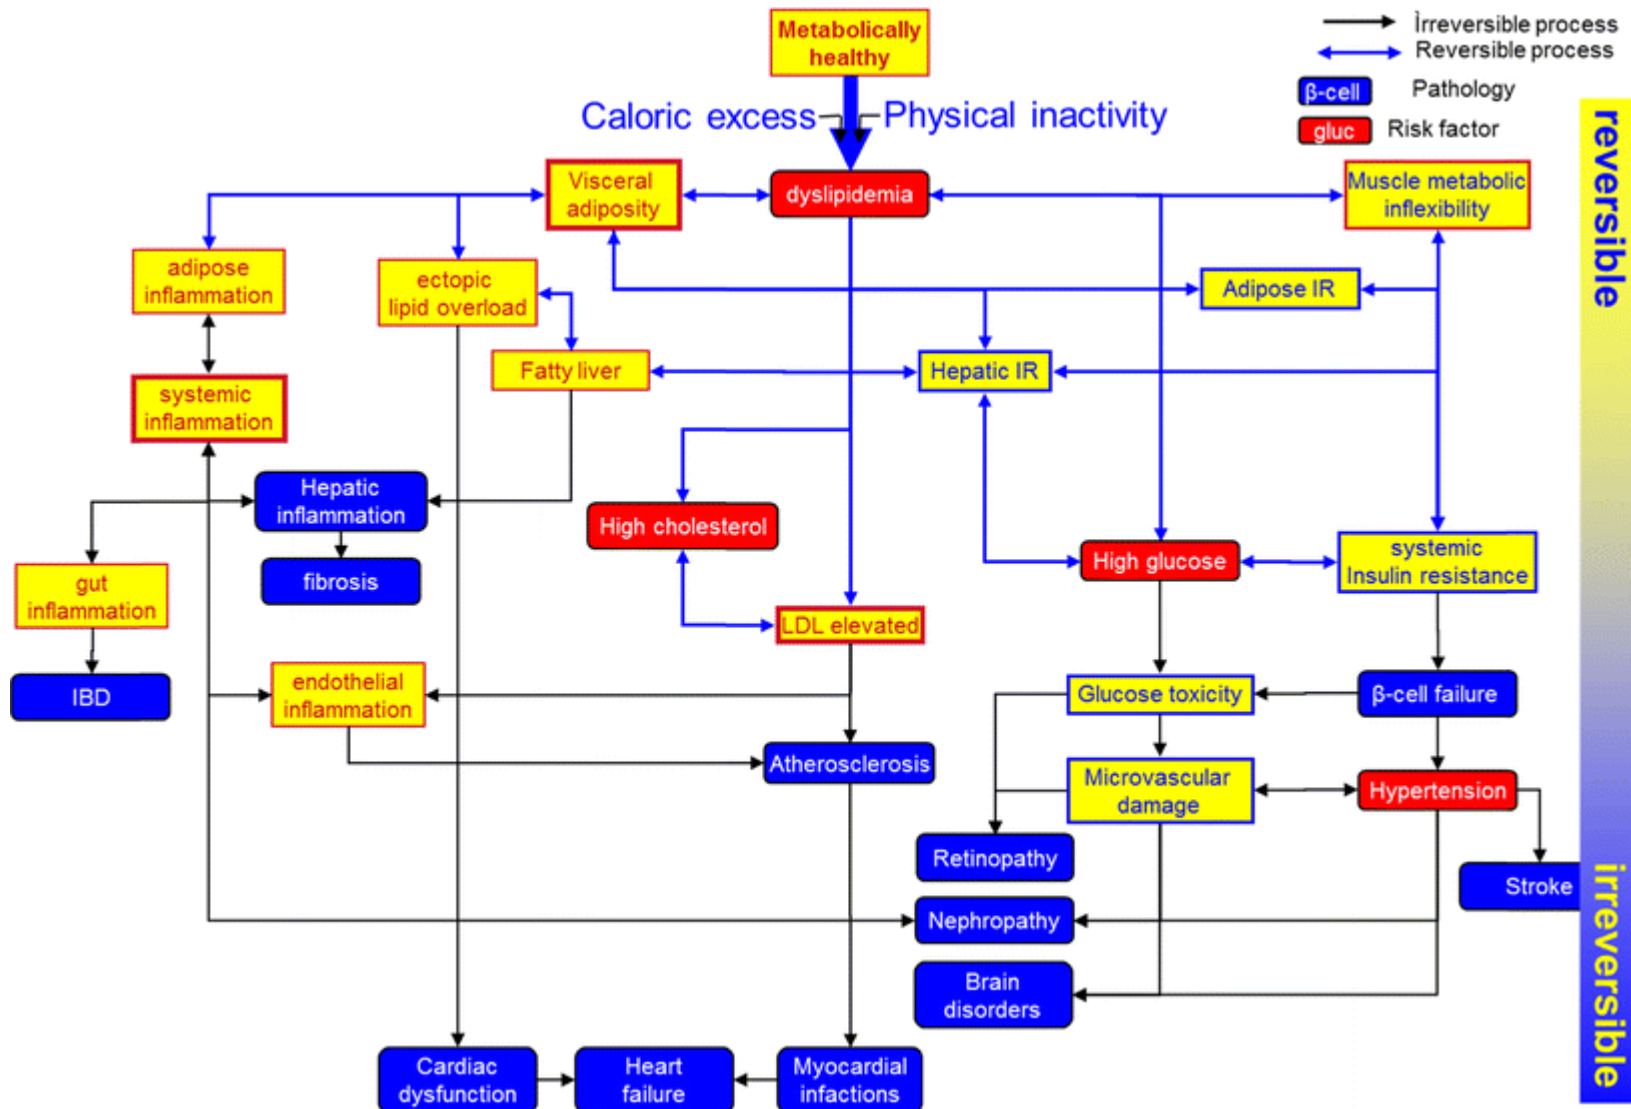 Metabolically
healthy
Ìrreversible process
Reversible process
β-cell Pathology
gluc Risk factor
Caloric excess Physical inactivity
reversible
Visceral
adiposity
dyslipidemia
Muscle metabolic
inflexibility
adipose
inflammation
ectopic
lipid overload
Adipose IR
Fatty liver
Hepatic IR
systemic
inflammation
Hepatic
inflammation
High cholesterol
High glucose
systemic
Insulin resistance
fibrosis
gut
inflammation
LDL elevated
IBD
endothelial
inflammation
Glucose toxicity
β-cell failure
Atherosclerosis
Microvascular
damage
Hypertension
Retinopathy
Stroke
Nephropathy
Brain
disorders
irreversible
Cardiac
dysfunction
Heart
failure
Myocardial
infactions